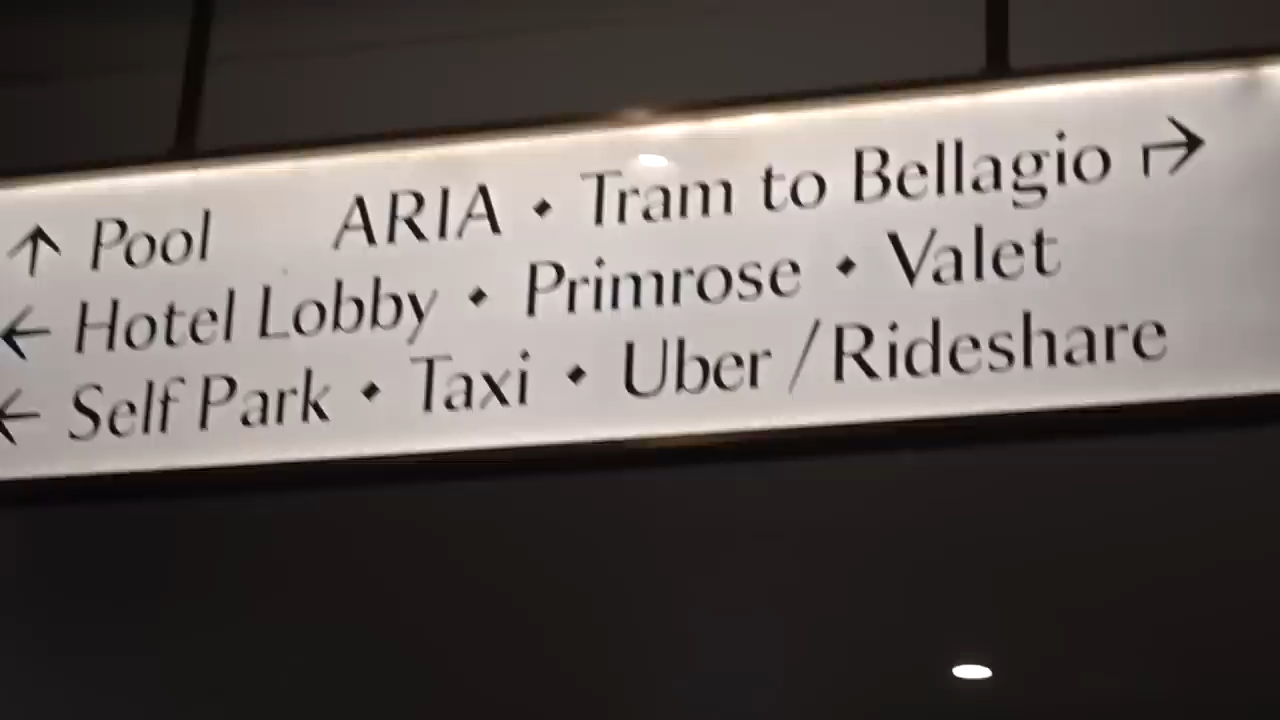 ↑ Pool ARIA • Tram to Bellagio ↱
← Hotel Lobby • Primrose • Valet
← Self Park • Taxi • Uber / Rideshare